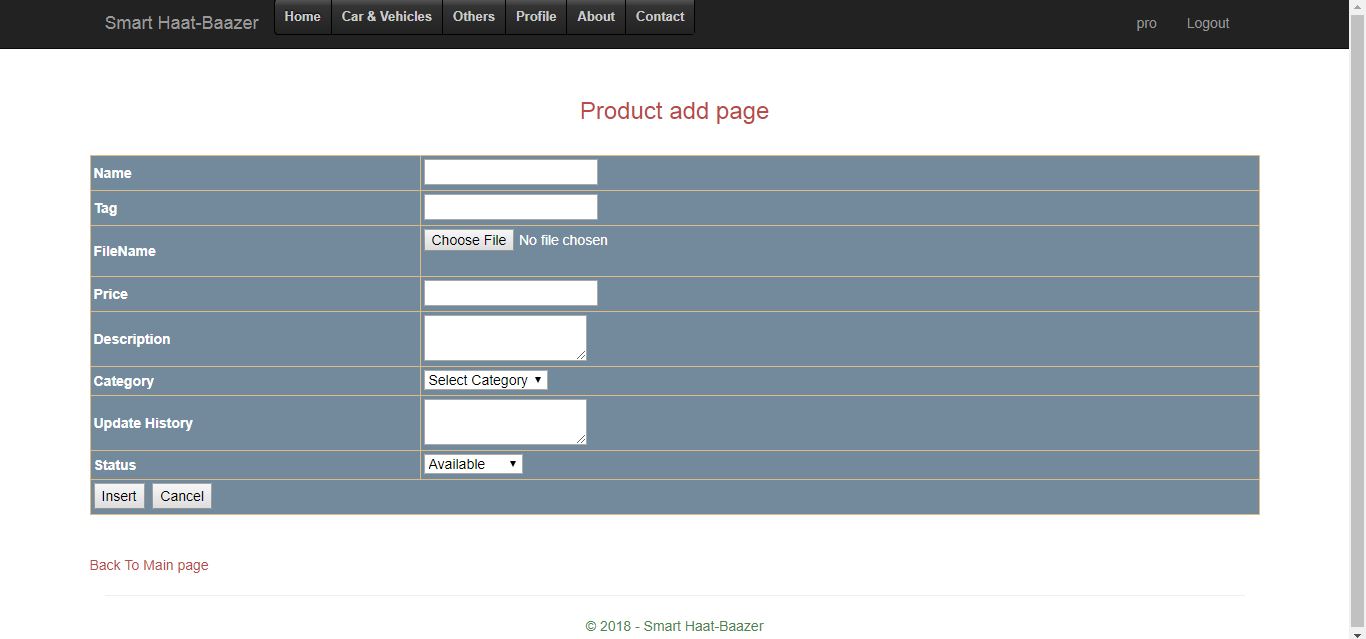 Smart Haat-Baazer Home Car & Vehicles Others Profile About Contact pro Logout
Product add page
Name
Tag
FileName Choose File No file chosen
Price
Description
Category Select Category
Update History
Status Available
Insert Cancel
Back To Main page
© 2018 - Smart Haat-Baazer